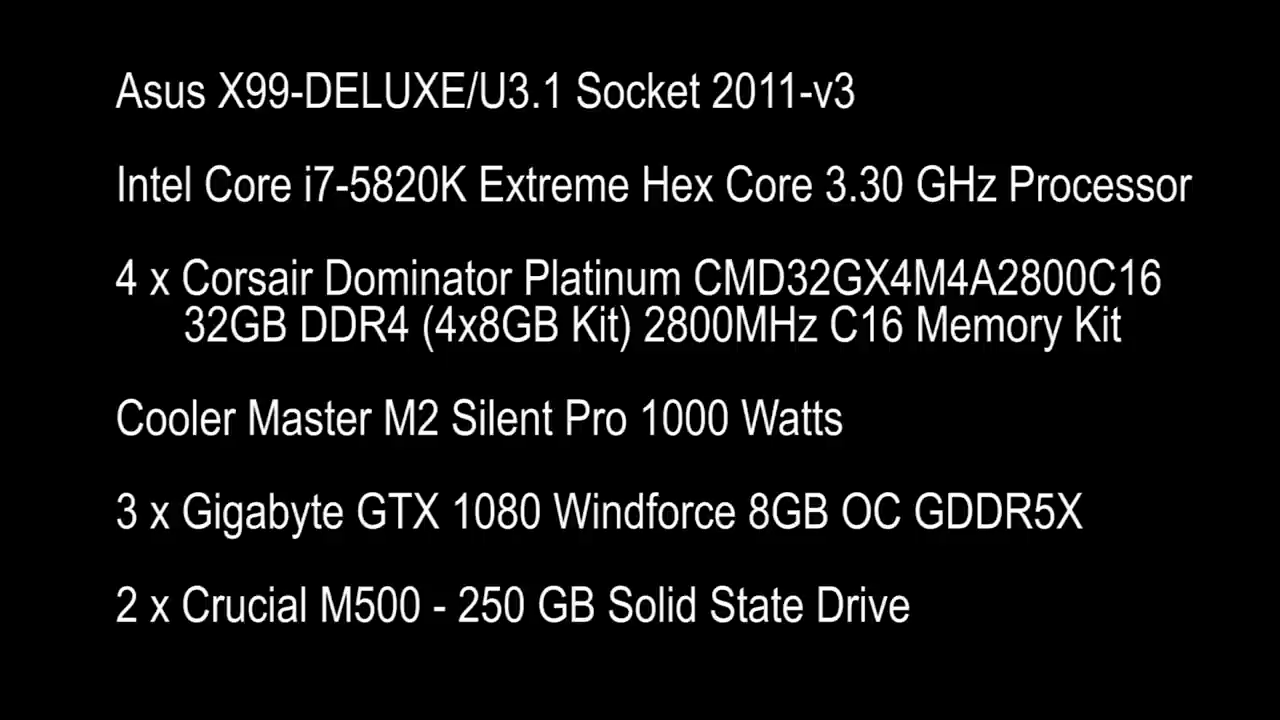 Asus X99-DELUXE/U3.1 Socket 2011-v3
Intel Core i7-5820K Extreme Hex Core 3.30 GHz Processor
4 x Corsair Dominator Platinum CMD32GX4M4A2800C16
32GB DDR4 (4x8GB Kit) 2800MHz C16 Memory Kit
Cooler Master M2 Silent Pro 1000 Watts
3 x Gigabyte GTX 1080 Windforce 8GB OC GDDR5X
2 x Crucial M500 - 250 GB Solid State Drive